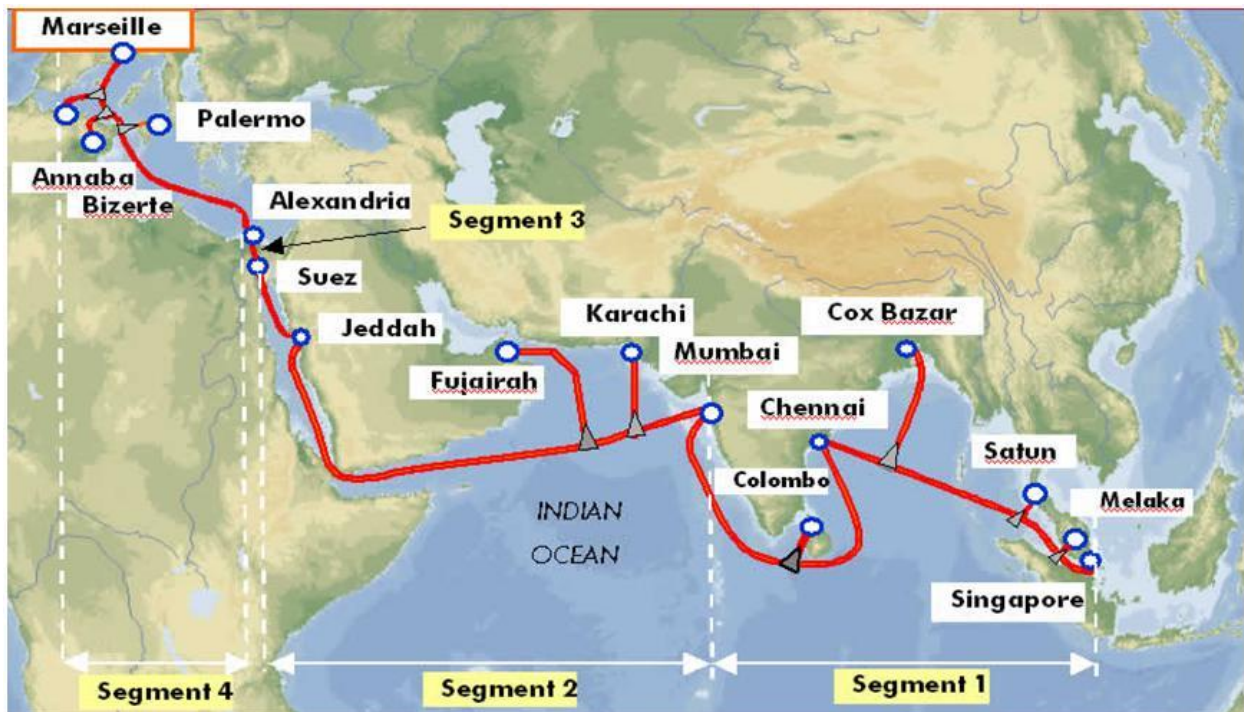 Marseille
Palermo
Annaba
Bizerte
Alexandria
Segment 3
Suez
Jeddah
Karachi
Cox Bazar
Mumbai
Fujairah
Chennai
Satun
Colombo
Melaka
INDIAN
OCEAN
Singapore
Segment 4
Segment 2
Segment 1